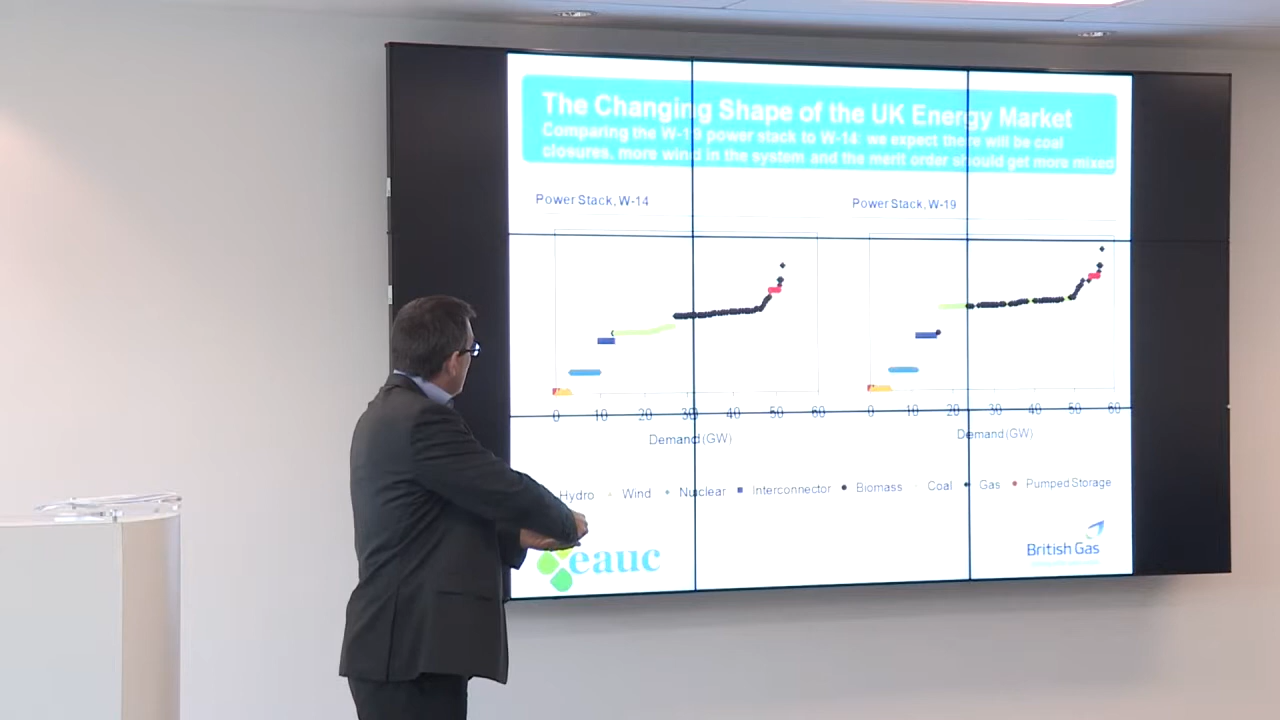 The Changing Shape of the UK Energy Market
Comparing the W-19 power stack to W-14: we expect there will be coal
closures, more wind in the system and the merit order should get more mixed
Power Stack, W-14
Power Stack, W-19
0 10 20 30 40 50 60
0 10 20 30 40 50 60
Demand (GW)
Demand (GW)
Hydro Wind Nuclear Interconnector Biomass Coal Gas Pumped Storage
eauc
British Gas